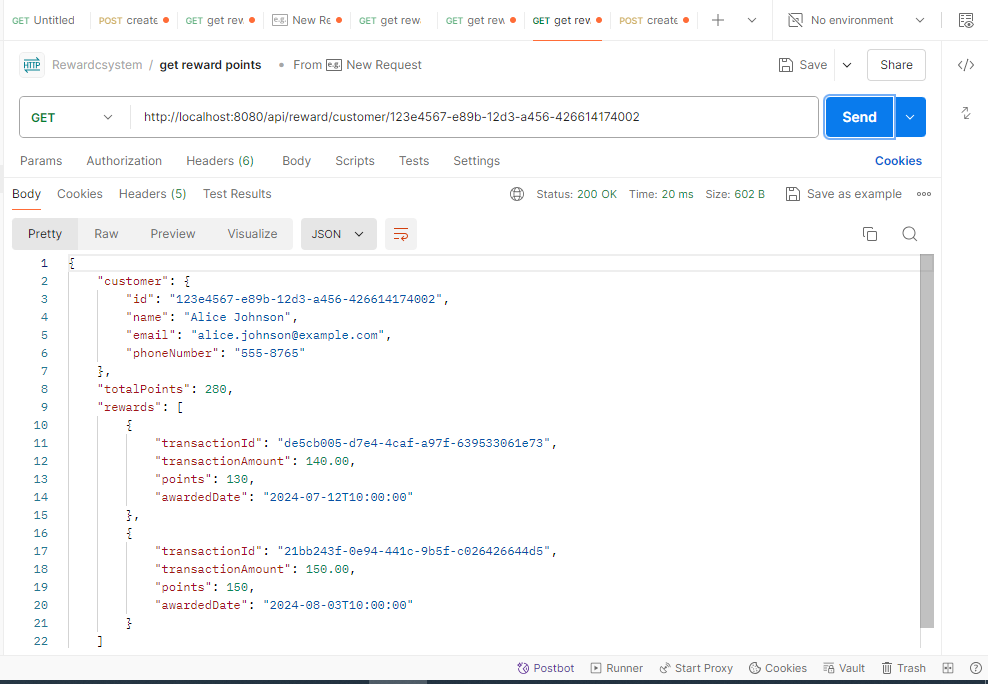 GET Untitled POST create GET get rew e.g. New Re GET get rew GET get rew GET get rew POST create No environment
HTTP Rewardcsystem / get reward points • From e.g. New Request Save Share
GET http://localhost:8080/api/reward/customer/123e4567-e89b-12d3-a456-426614174002 Send
Params Authorization Headers (6) Body Scripts Tests Settings Cookies
Body Cookies Headers (5) Test Results Status: 200 OK Time: 20 ms Size: 602 B Save as example
Pretty Raw Preview Visualize JSON
1 {
2 "customer": {
3 "id": "123e4567-e89b-12d3-a456-426614174002",
4 "name": "Alice Johnson",
5 "email": "alice.johnson@example.com",
6 "phoneNumber": "555-8765"
7 },
8 "totalPoints": 280,
9 "rewards": [
10 {
11 "transactionId": "de5cb005-d7e4-4caf-a97f-639533061e73",
12 "transactionAmount": 140.00,
13 "points": 130,
14 "awardedDate": "2024-07-12T10:00:00"
15 },
16 {
17 "transactionId": "21bb243f-0e94-441c-9b5f-c026426644d5",
18 "transactionAmount": 150.00,
19 "points": 150,
20 "awardedDate": "2024-08-03T10:00:00"
21 }
22 ]
Postbot Runner Start Proxy Cookies Vault Trash